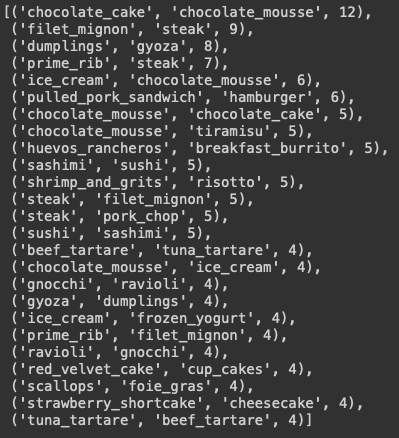 [('chocolate_cake', 'chocolate_mousse', 12),
('filet_mignon', 'steak', 9),
('dumplings', 'gyoza', 8),
('prime_rib', 'steak', 7),
('ice_cream', 'chocolate_mousse', 6),
('pulled_pork_sandwich', 'hamburger', 6),
('chocolate_mousse', 'chocolate_cake', 5),
('chocolate_mousse', 'tiramisu', 5),
('huevos_rancheros', 'breakfast_burrito', 5),
('sashimi', 'sushi', 5),
('shrimp_and_grits', 'risotto', 5),
('steak', 'filet_mignon', 5),
('steak', 'pork_chop', 5),
('sushi', 'sashimi', 5),
('beef_tartare', 'tuna_tartare', 4),
('chocolate_mousse', 'ice_cream', 4),
('gnocchi', 'ravioli', 4),
('gyoza', 'dumplings', 4),
('ice_cream', 'frozen_yogurt', 4),
('prime_rib', 'filet_mignon', 4),
('ravioli', 'gnocchi', 4),
('red_velvet_cake', 'cup_cakes', 4),
('scallops', 'foie_gras', 4),
('strawberry_shortcake', 'cheesecake', 4),
('tuna_tartare', 'beef_tartare', 4)]